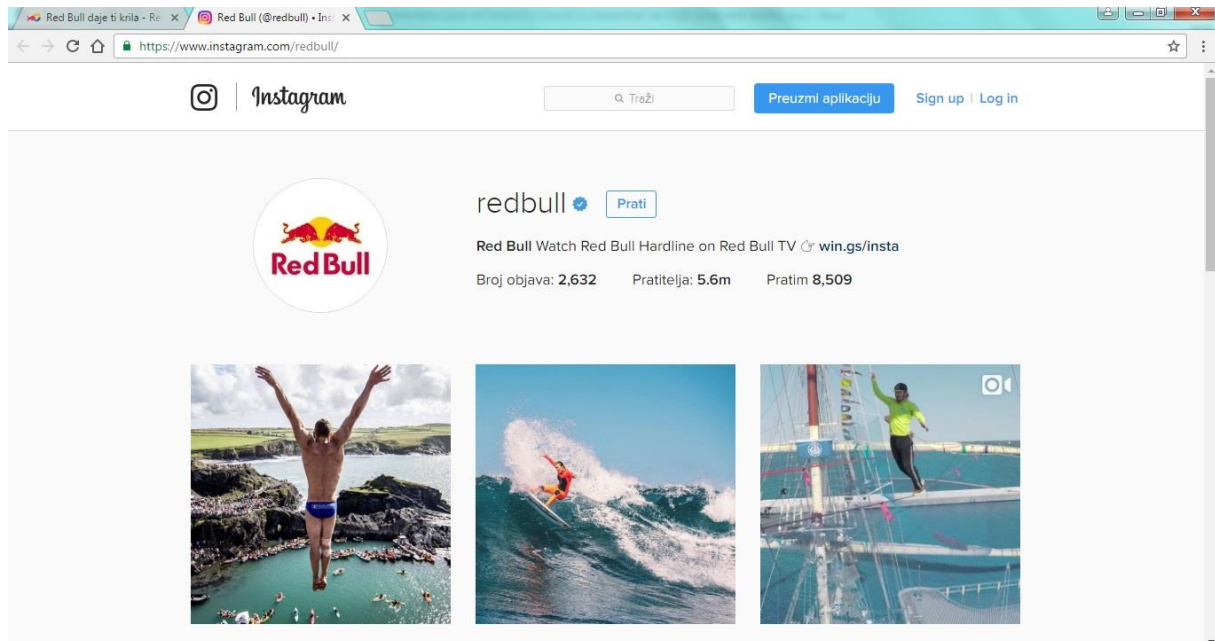 Red Bull daje ti krila - Re
Red Bull (@redbull) • Ins
https://www.instagram.com/redbull/
Instagram
Traži
Preuzmi aplikaciju
Sign up | Log in
redbull
Prati
Red Bull Watch Red Bull Hardline on Red Bull TV 👉 win.gs/insta
Broj objava: 2,632 Pratitelja: 5.6m Pratim 8,509
Red Bull